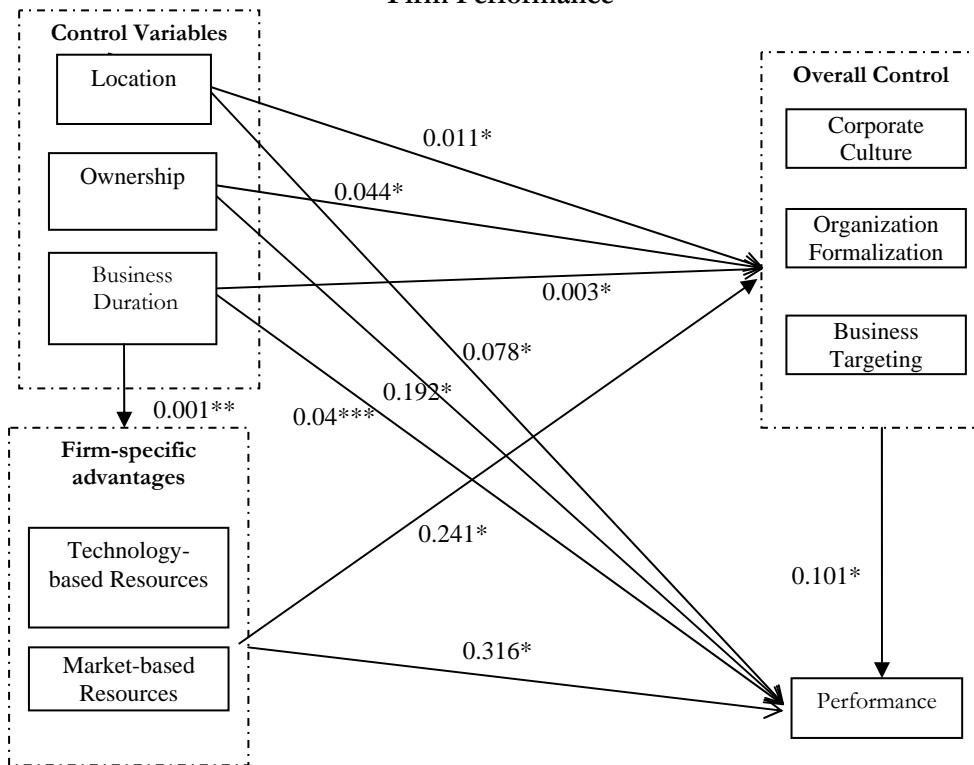 Firm Performance
Control Variables
Location
Ownership
Business
Duration
0.001**
Firm-specific
advantages
Technology-
based Resources
Market-based
Resources
0.011*
0.044*
0.003*
0.078*
0.192*
0.04***
0.241*
0.316*
Overall Control
Corporate
Culture
Organization
Formalization
Business
Targeting
0.101*
Performance